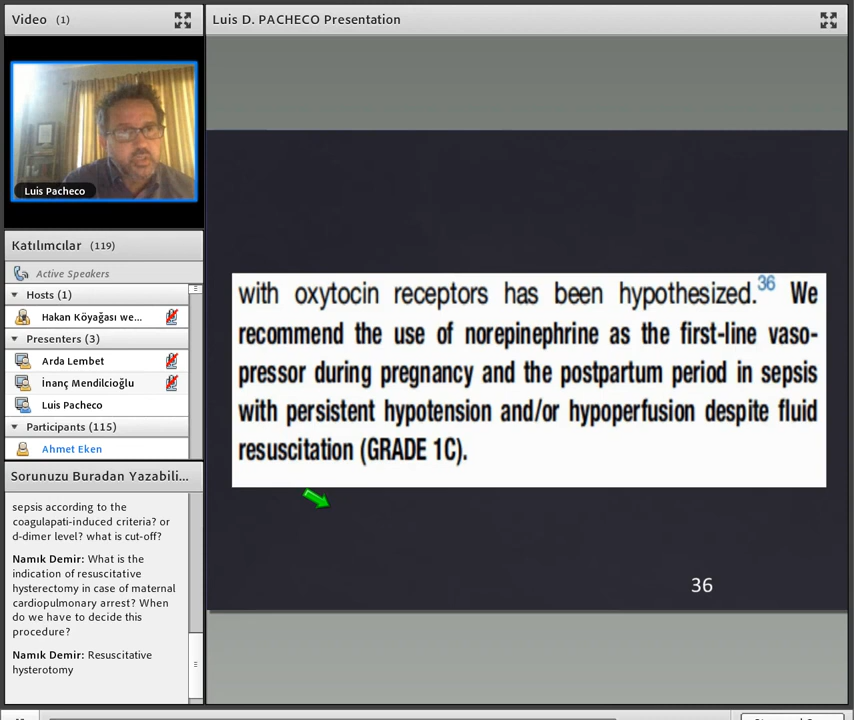 Video (1)
Luis D. PACHECO Presentation
Luis Pacheco
Katılımcılar (119)
Active Speakers
Hosts (1)
Hakan Köyağası we...
Presenters (3)
Arda Lembet
İnanç Mendilcioğlu
Luis Pacheco
Participants (115)
Ahmet Eken
Sorunuzu Buradan Yazabili...
sepsis according to the
coagulapati-induced criteria? or
d-dimer level? what is cut-off?
Namık Demir: What is the
indication of resuscitative
hysterectomy in case of maternal
cardiopulmonary arrest? When
do we have to decide this
procedure?
Namık Demir: Resuscitative
hysterotomy
with oxytocin receptors has been hypothesized.36 We
recommend the use of norepinephrine as the first-line vaso-
pressor during pregnancy and the postpartum period in sepsis
with persistent hypotension and/or hypoperfusion despite fluid
resuscitation (GRADE 1C).
36